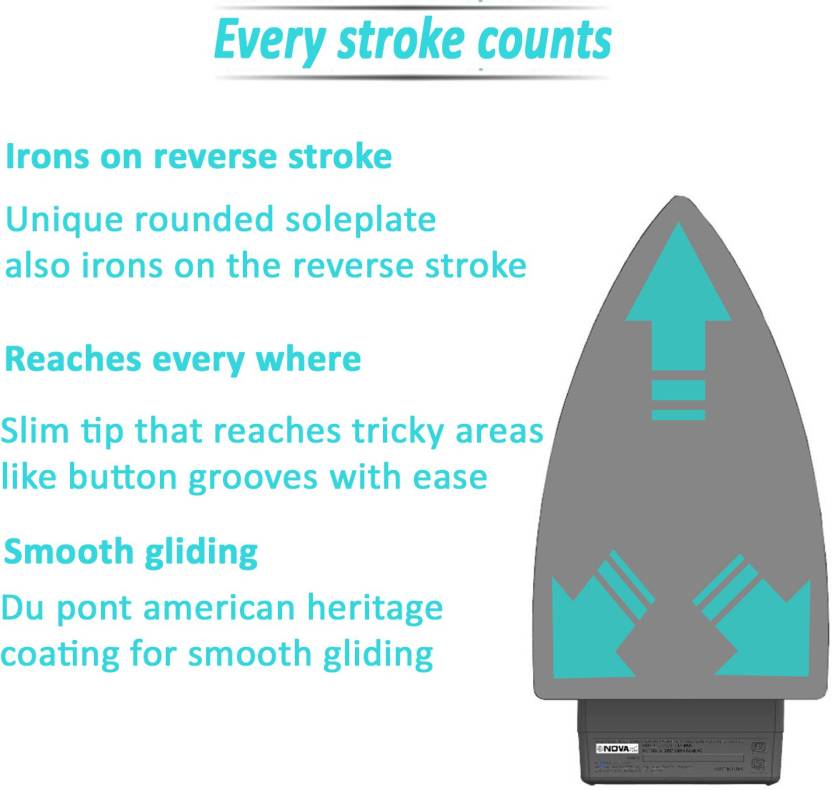 Every stroke counts
Irons on reverse stroke
Unique rounded soleplate
also irons on the reverse stroke
Reaches every where
Slim tip that reaches tricky areas
like button grooves with ease
Smooth gliding
Du pont american heritage
coating for smooth gliding
NOVA